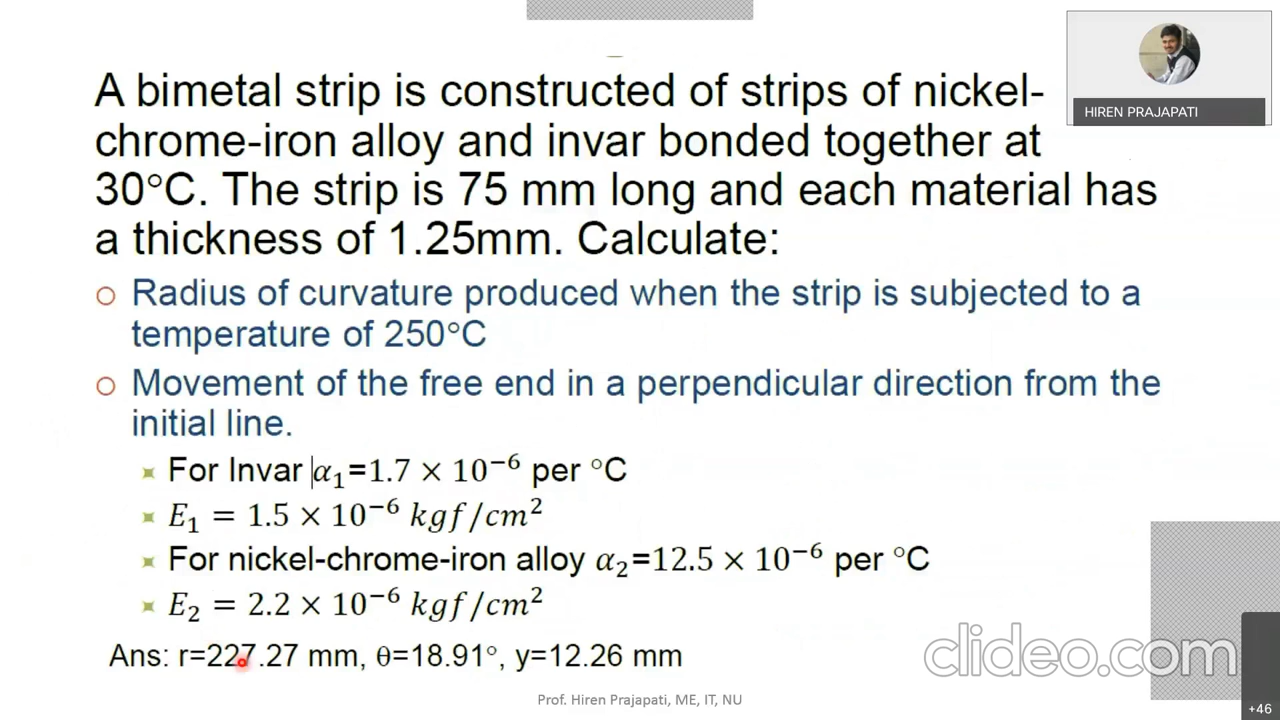 A bimetal strip is constructed of strips of nickel-
chrome-iron alloy and invar bonded together at
30°C. The strip is 75 mm long and each material has
a thickness of 1.25mm. Calculate:
HIREN PRAJAPATI
Radius of curvature produced when the strip is subjected to a
temperature of 250°C
Movement of the free end in a perpendicular direction from the
initial line.
For Invar α₁=1.7 × 10⁻⁶ per °C
E₁ = 1.5 × 10⁻⁶ kgf/cm²
For nickel-chrome-iron alloy α₂=12.5 × 10⁻⁶ per °C
E₂ = 2.2 × 10⁻⁶ kgf/cm²
Ans: r=227.27 mm, θ=18.91°, y=12.26 mm
clideo.com
Prof. Hiren Prajapati, ME, IT, NU
+46